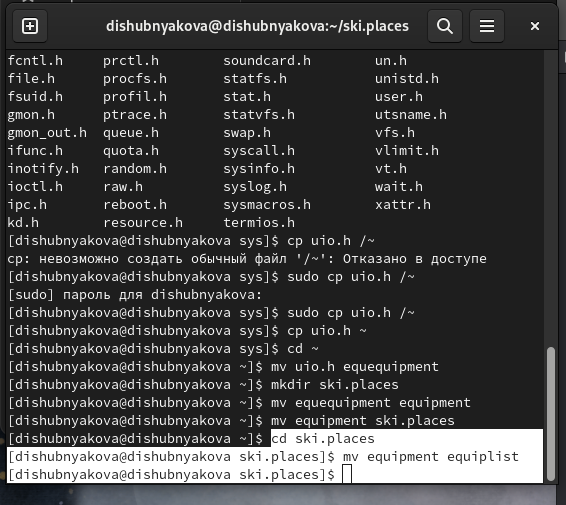 dishubnyakova@dishubnyakova:~/ski.places
fcntl.h prctl.h soundcard.h un.h
file.h procfs.h statfs.h unistd.h
fsuid.h profil.h stat.h user.h
gmon.h ptrace.h statvfs.h utsname.h
gmon_out.h queue.h swap.h vfs.h
ifunc.h quota.h syscall.h vlimit.h
inotify.h random.h sysinfo.h vt.h
ioctl.h raw.h syslog.h wait.h
ipc.h reboot.h sysmacros.h xattr.h
kd.h resource.h termios.h
[dishubnyakova@dishubnyakova sys]$ cp uio.h /~
cp: невозможно создать обычный файл '/~': Отказано в доступе
[dishubnyakova@dishubnyakova sys]$ sudo cp uio.h /~
[sudo] пароль для dishubnyakova:
[dishubnyakova@dishubnyakova sys]$ sudo cp uio.h /~
[dishubnyakova@dishubnyakova sys]$ cp uio.h ~
[dishubnyakova@dishubnyakova sys]$ cd ~
[dishubnyakova@dishubnyakova ~]$ mv uio.h equequipment
[dishubnyakova@dishubnyakova ~]$ mkdir ski.places
[dishubnyakova@dishubnyakova ~]$ mv equequipment equipment
[dishubnyakova@dishubnyakova ~]$ mv equipment ski.places
[dishubnyakova@dishubnyakova ~]$ cd ski.places
[dishubnyakova@dishubnyakova ski.places]$ mv equipment equiplist
[dishubnyakova@dishubnyakova ski.places]$